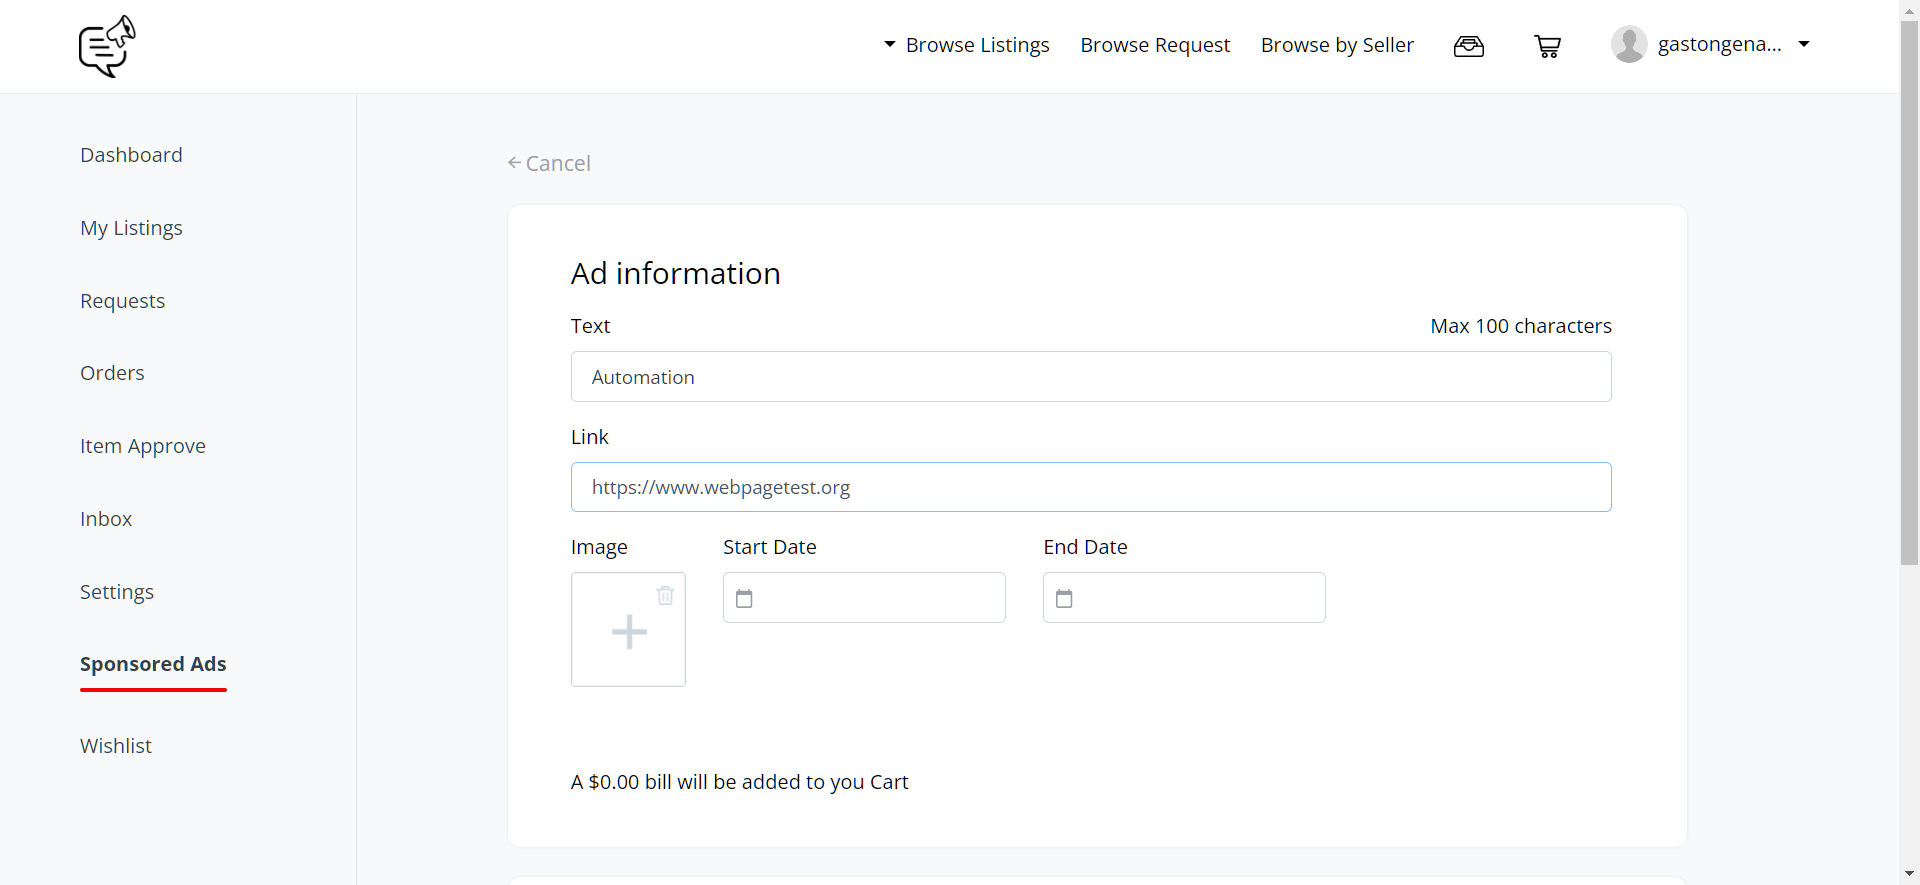 Browse Listings
Browse Request
Browse by Seller
gastongena...
Dashboard
My Listings
Requests
Orders
Item Approve
Inbox
Settings
Sponsored Ads
Wishlist
Cancel
Ad information
Text
Max 100 characters
Automation
Link
https://www.webpagetest.org
Image
Start Date
End Date
A $0.00 bill will be added to you Cart